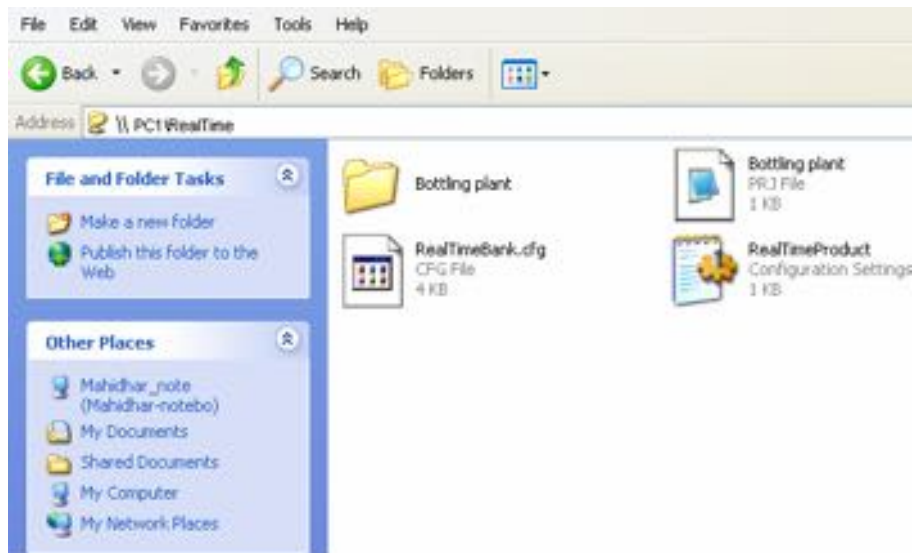 File Edit View Favorites Tools Help
Back Search Folders
Address \\ PC1\RealTime
File and Folder Tasks
Make a new folder
Publish this folder to the
Web
Other Places
Mahidhar_note
(Mahidhar-notebo)
My Documents
Shared Documents
My Computer
My Network Places
Bottling plant
Bottling plant
PRJ File
1 KB
RealTimeBank.cfg
CFG File
4 KB
RealTimeProduct
Configuration Settings
1 KB